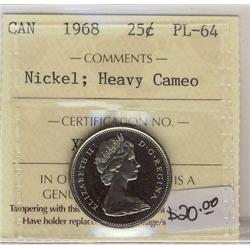 CAN 1968 25¢ PL-64
COMMENTS
Nickel; Heavy Cameo
CERTIFICATION NO.
X
IN O IS A
GENU
ELIZABETH II D·G·REGINA
$20.00
Tampering with this
Have holder replac